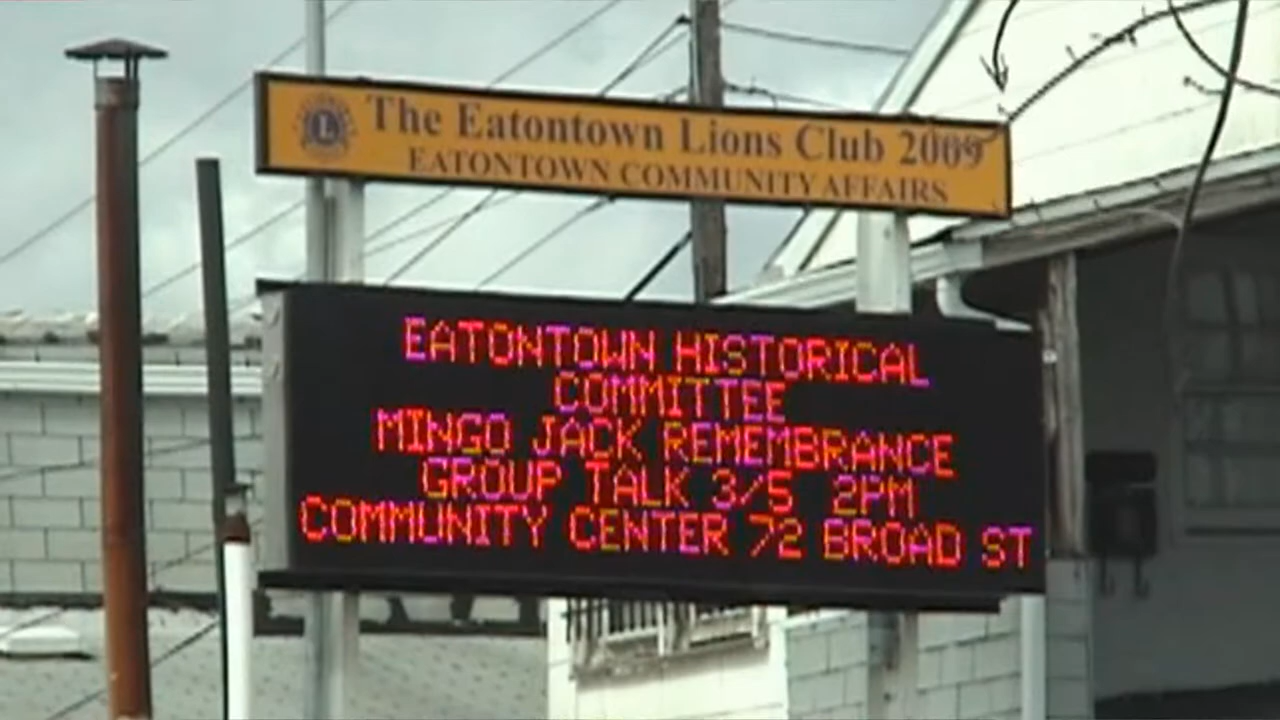 The Eatontown Lions Club 2009
EATONTOWN COMMUNITY AFFAIRS
L
EATONTOWN HISTORICAL
COMMITTEE
MINGO JACK REMEMBRANCE
GROUP TALK 3/5 2PM
COMMUNITY CENTER 72 BROAD ST